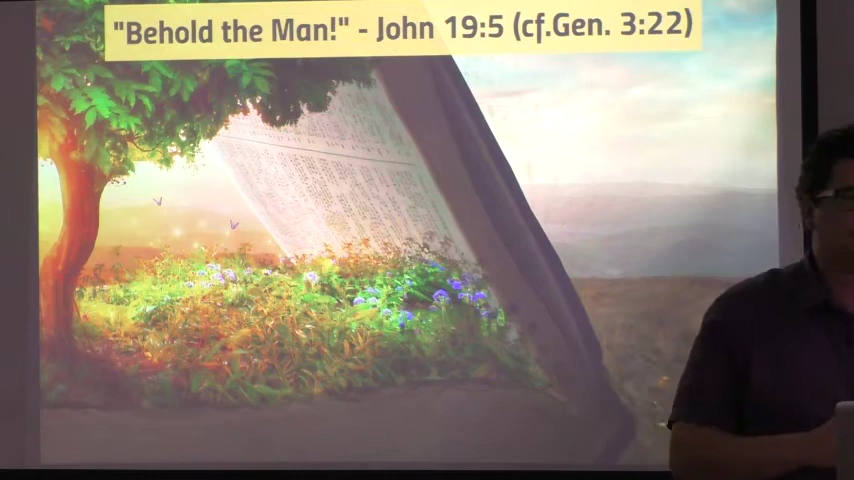 "Behold the Man!" - John 19:5 (cf.Gen. 3:22)